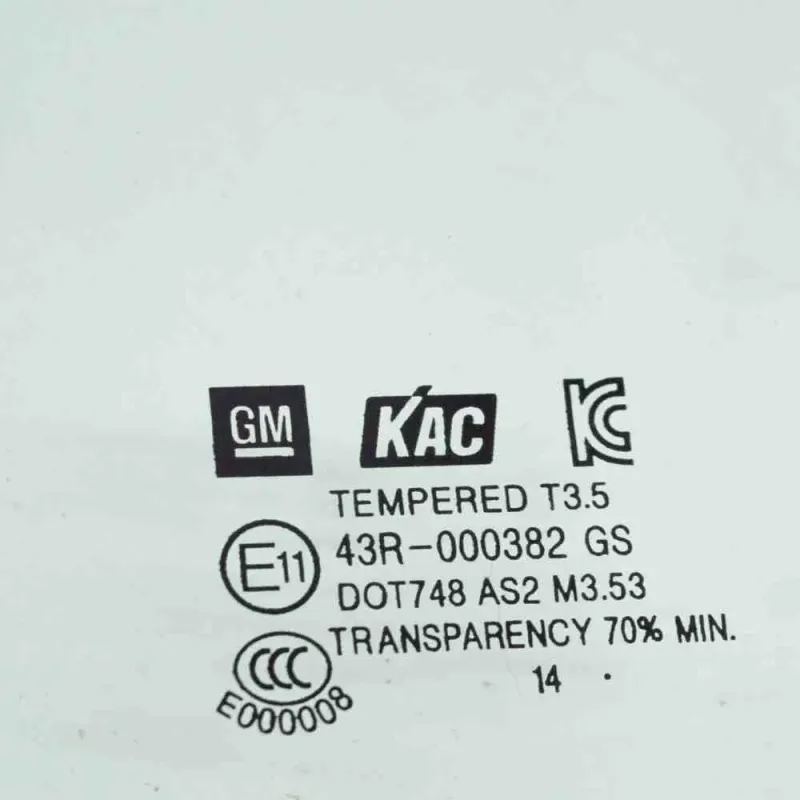 GM KAC KC
TEMPERED T3.5
E11 43R-000382 GS
DOT748 AS2 M3.53
CCC TRANSPARENCY 70% MIN.
E000008
14 .